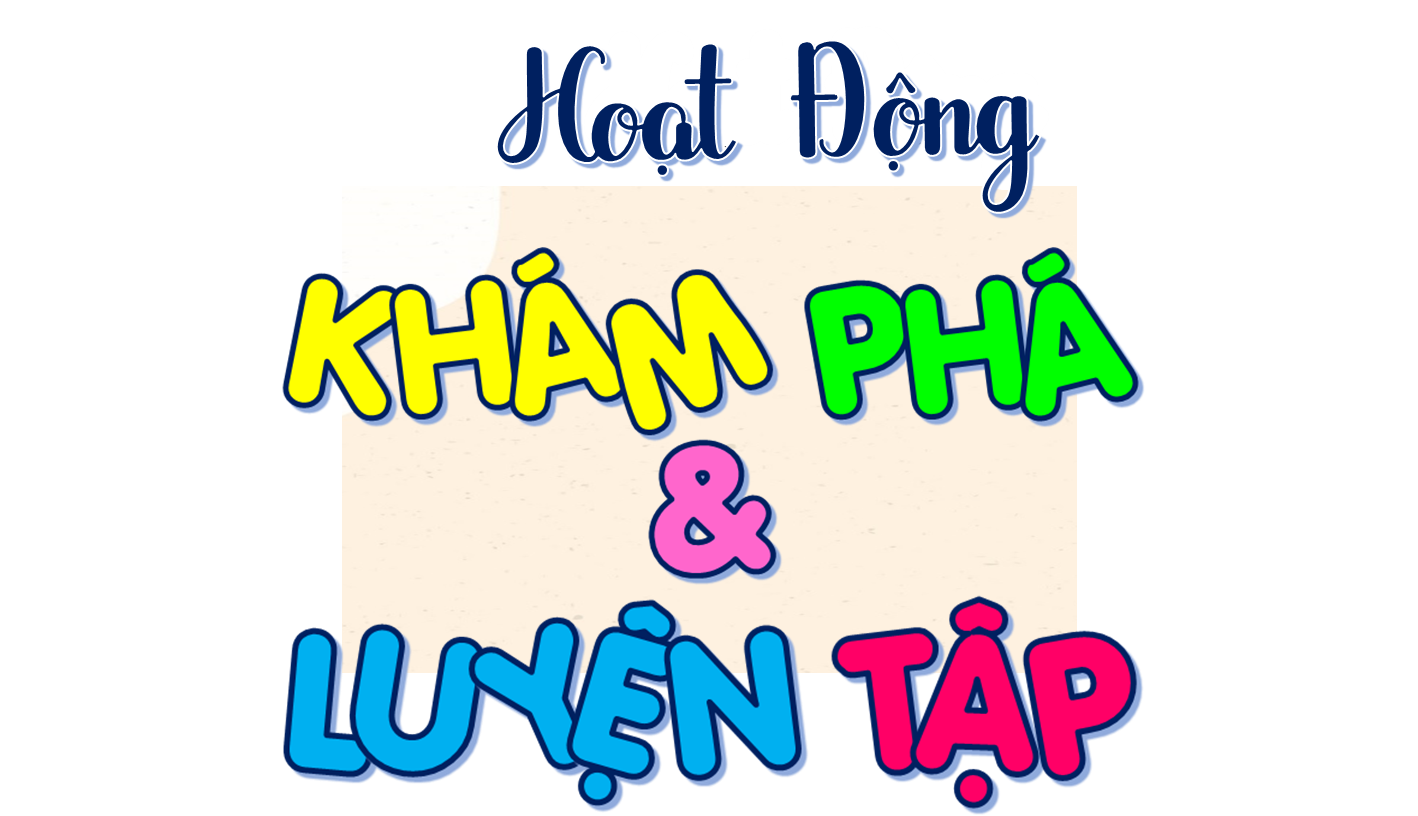 Hoạt Động
KHÁM PHÁ
&
LUYỆN TẬP